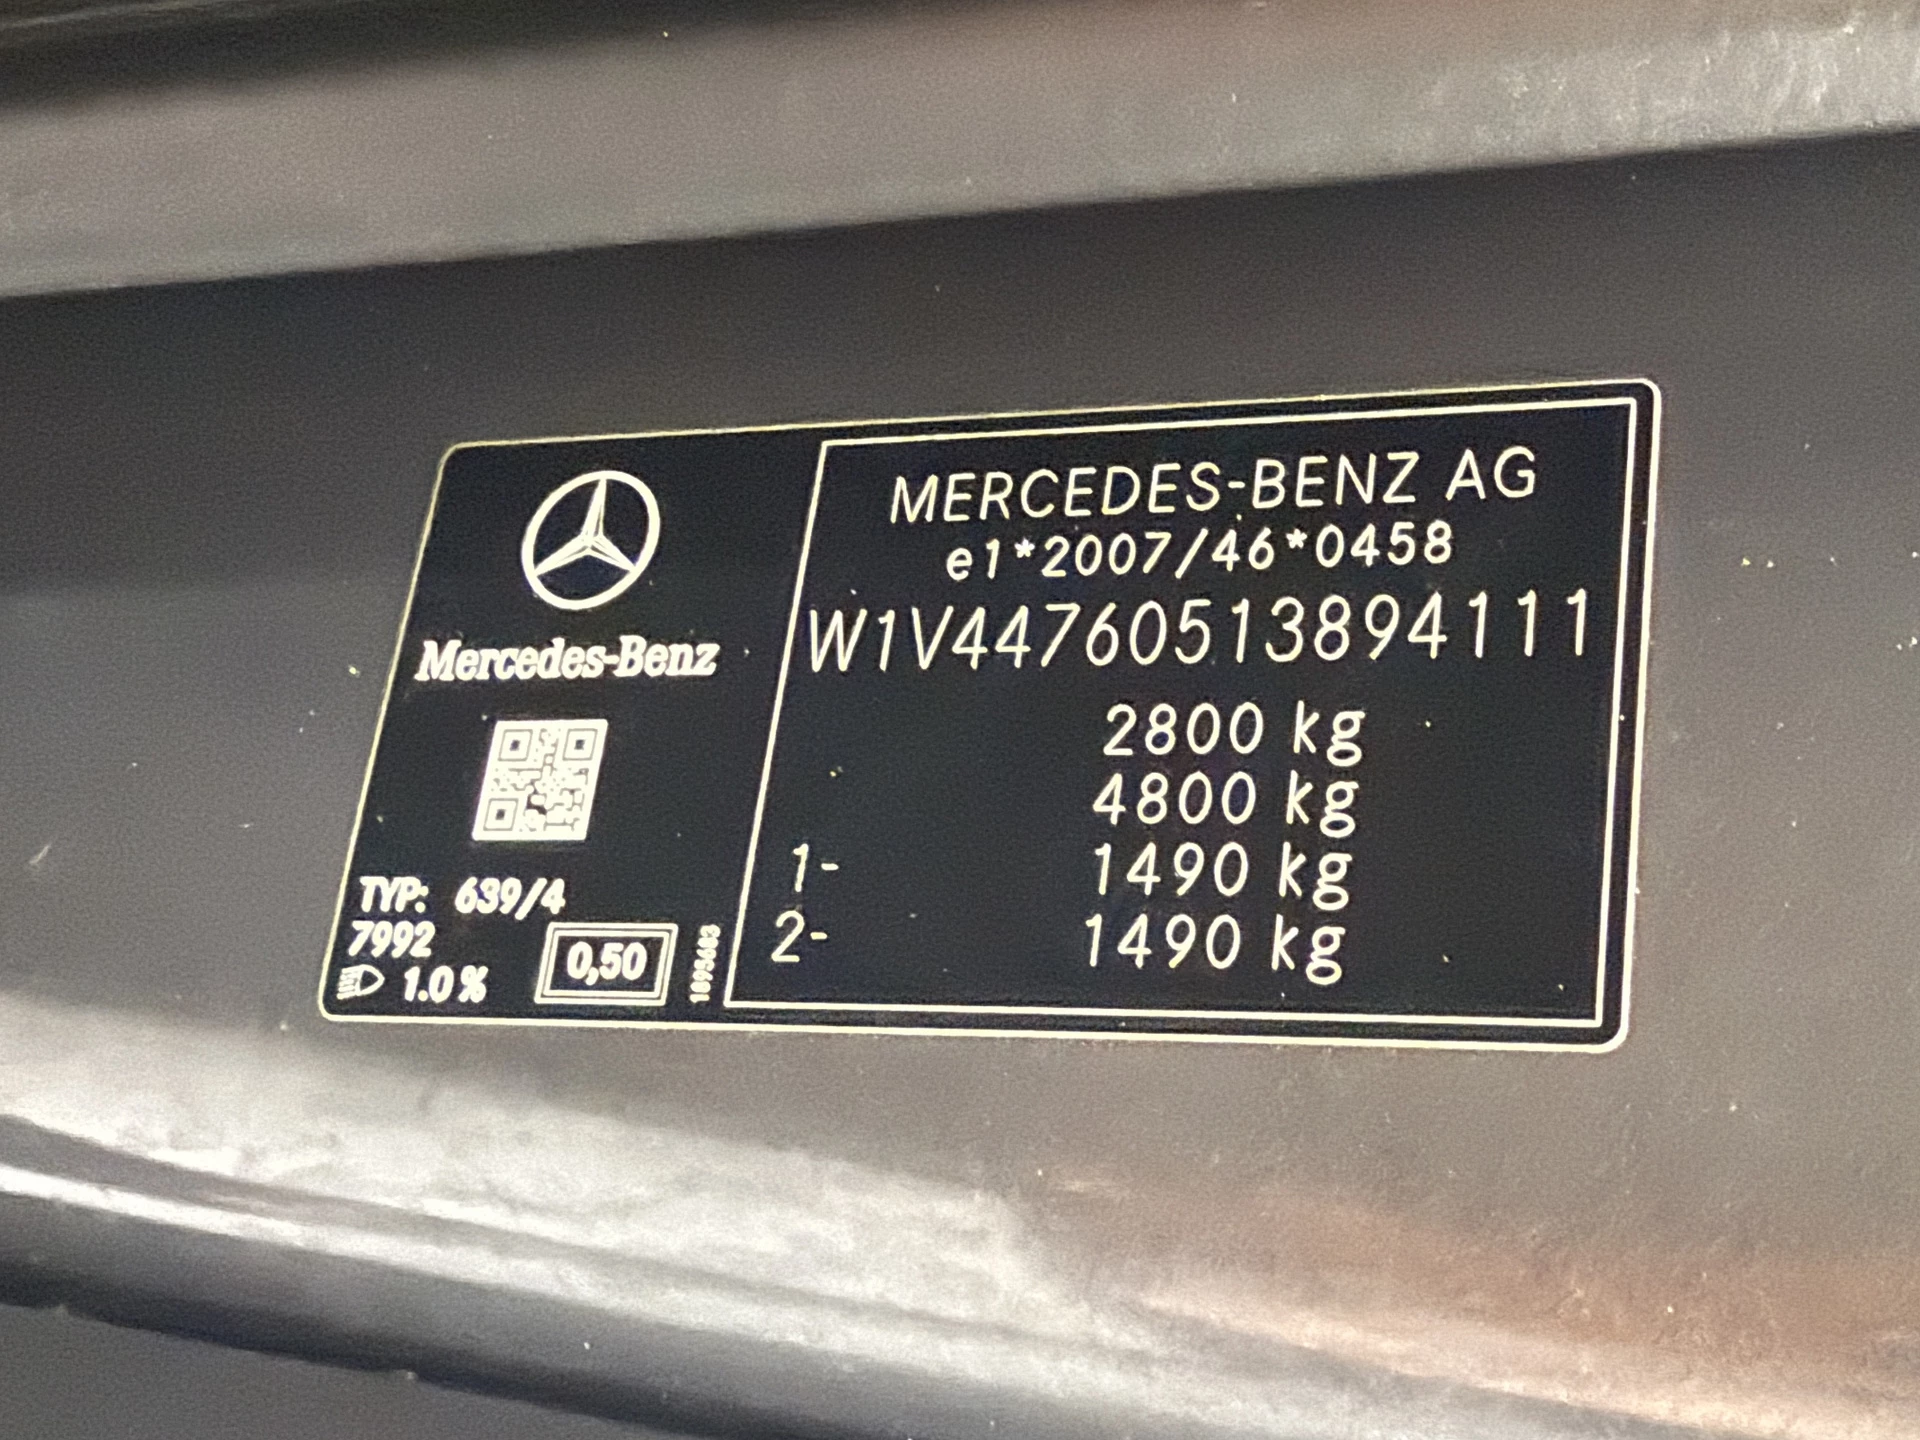 Mercedes-Benz
TYP: 639/4
7992
1.0%
0,50
MERCEDES-BENZ AG
e1*2007/46*0458
W1V44760513894111
2800 kg
4800 kg
1- 1490 kg
2- 1490 kg